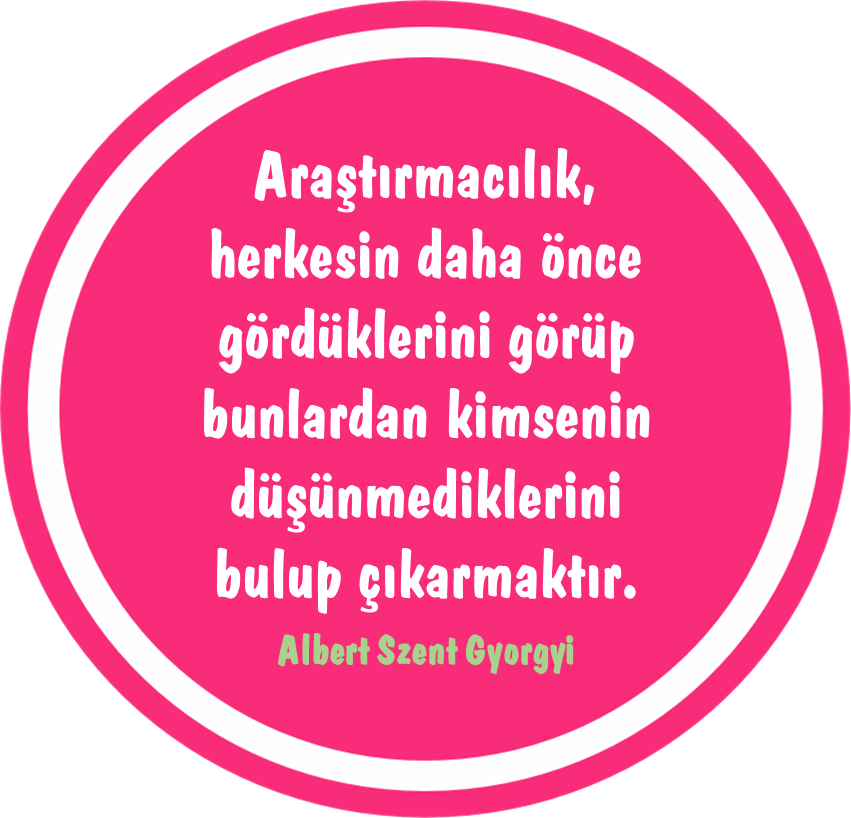 Araştırmacılık,
herkesin daha önce
gördüklerini görüp
bunlardan kimsenin
düşünmediklerini
bulup çıkarmaktır.
Albert Szent Gyorgyi